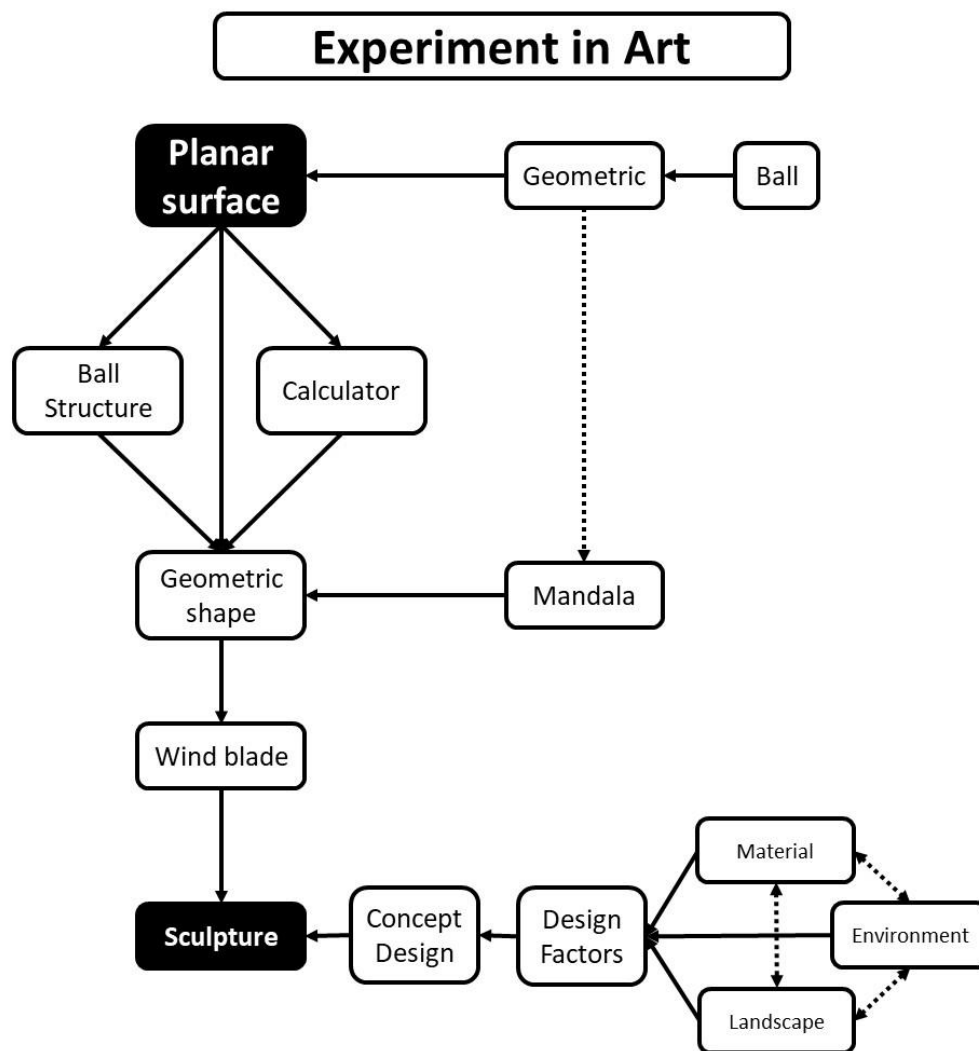 Experiment in Art
Planar
surface
Geometric
Ball
Ball
Structure
Calculator
Geometric
shape
Mandala
Wind blade
Material
Sculpture
Concept
Design
Design
Factors
Environment
Landscape